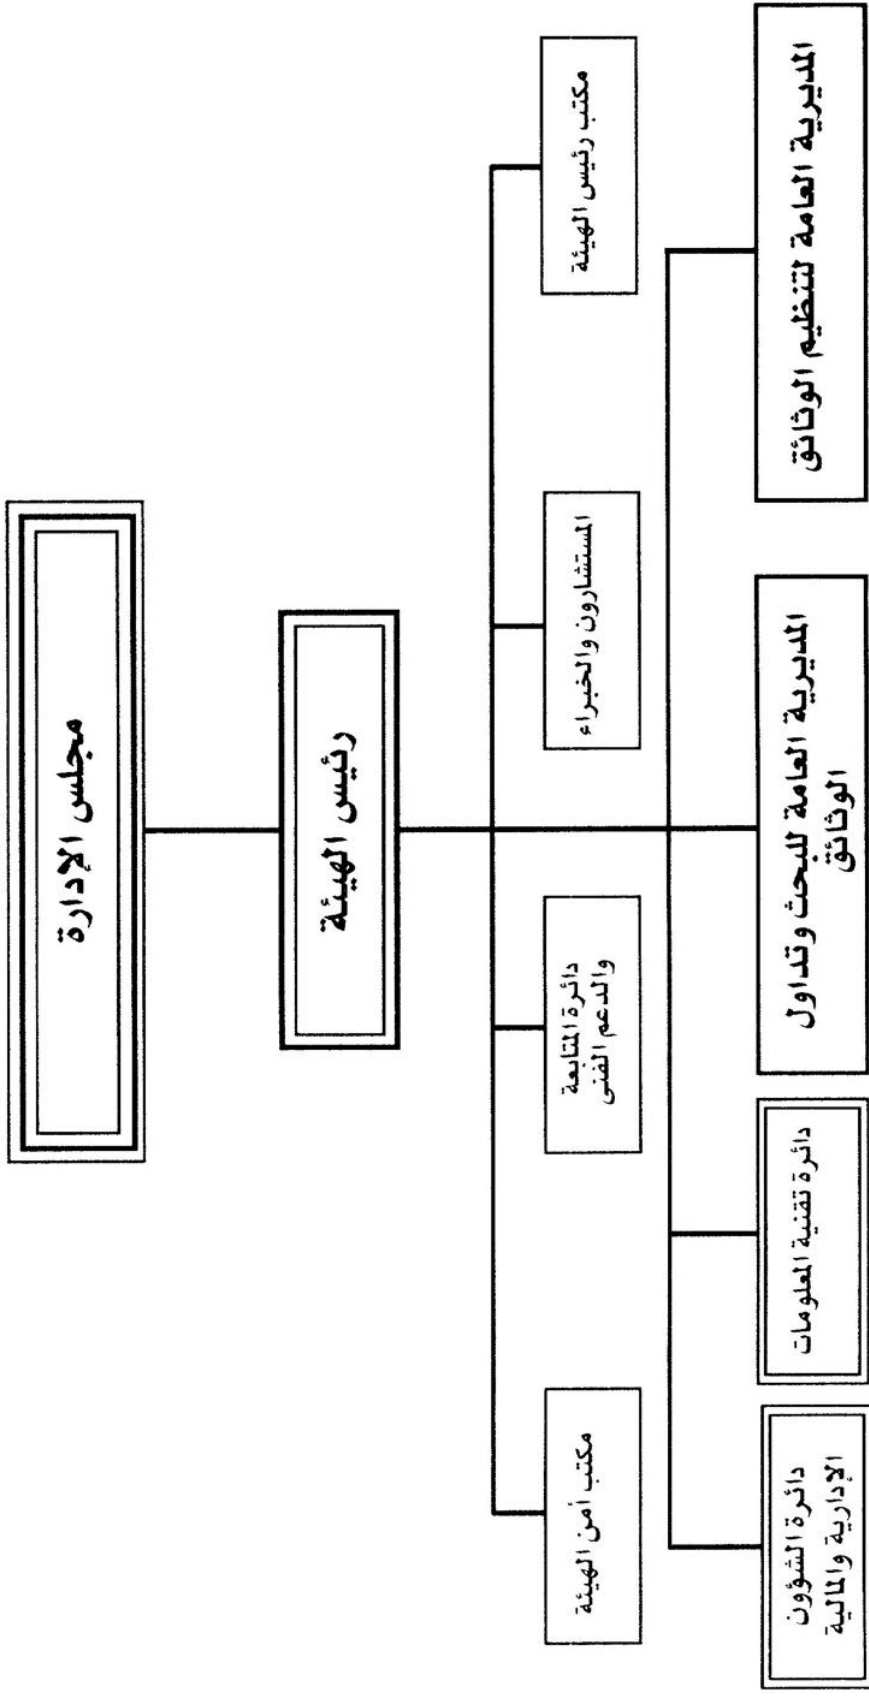 مجلس الإدارة
رئيس الهيئة
مكتب رئيس الهيئة
المستشارون والخبراء
دائرة المتابعة
والدعم الفنى
مكتب أمن الهيئة
المديرية العامة لتنظيم الوثائق
المديرية العامة للبحث وتداول
الوثائق
دائرة تقنية المعلومات
دائرة الشؤون
الإدارية والمالية